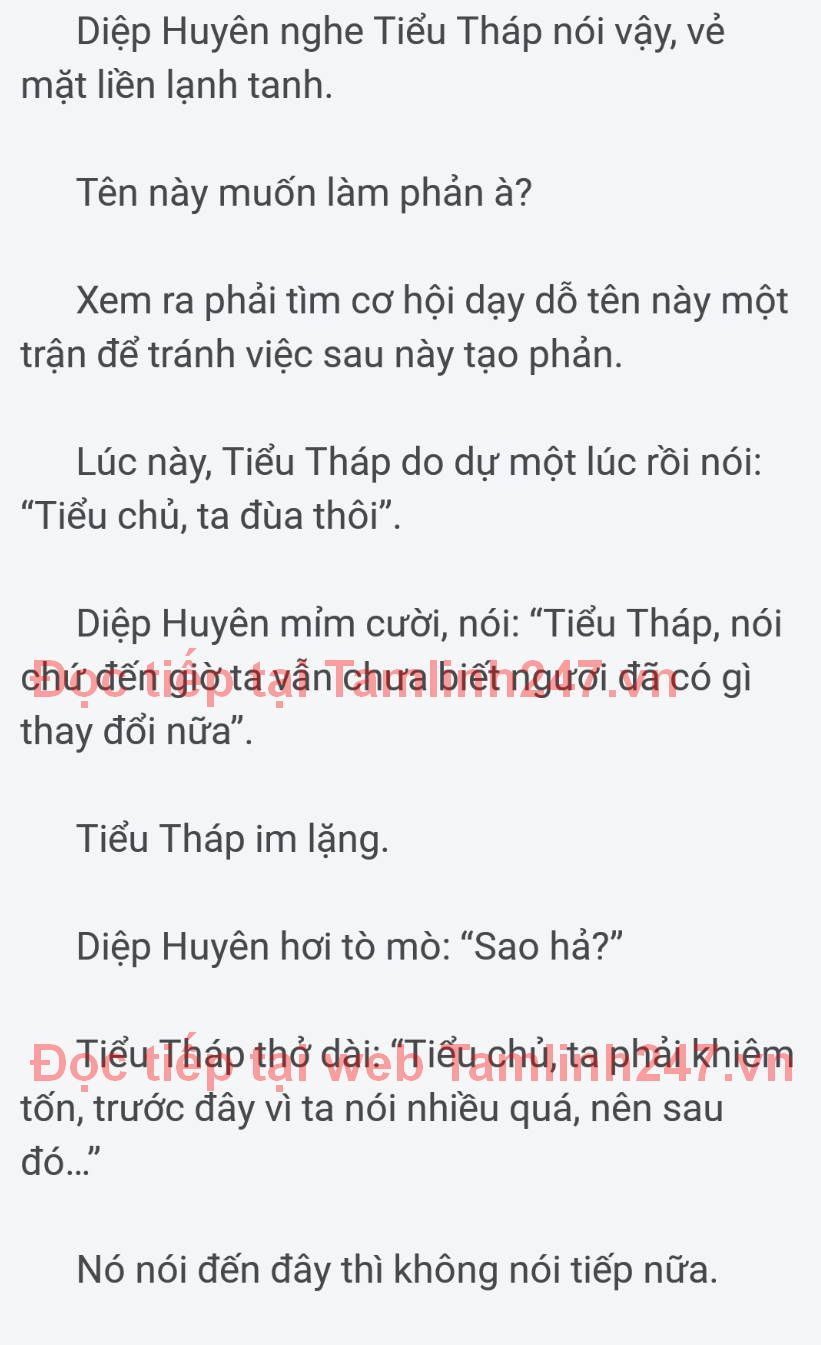 Diệp Huyên nghe Tiểu Tháp nói vậy, vẻ
mặt liền lạnh tanh.
Tên này muốn làm phản à?
Xem ra phải tìm cơ hội dạy dỗ tên này một
trận để tránh việc sau này tạo phản.
Lúc này, Tiểu Tháp do dự một lúc rồi nói:
“Tiểu chủ, ta đùa thôi”.
Diệp Huyên mỉm cười, nói: “Tiểu Tháp, nói
chứ đến giờ ta vẫn chưa biết ngươi đã có gì
Đọc tiếp tại Tamlinh247.vn
thay đổi nữa”.
Tiểu Tháp im lặng.
Diệp Huyên hơi tò mò: “Sao hả?”
Tiểu Tháp thở dài: “Tiểu chủ, ta phải khiêm
Đọc tiếp tại web Tamlinh247.vn
tốn, trước đây vì ta nói nhiều quá, nên sau
đó...”
Nó nói đến đây thì không nói tiếp nữa.